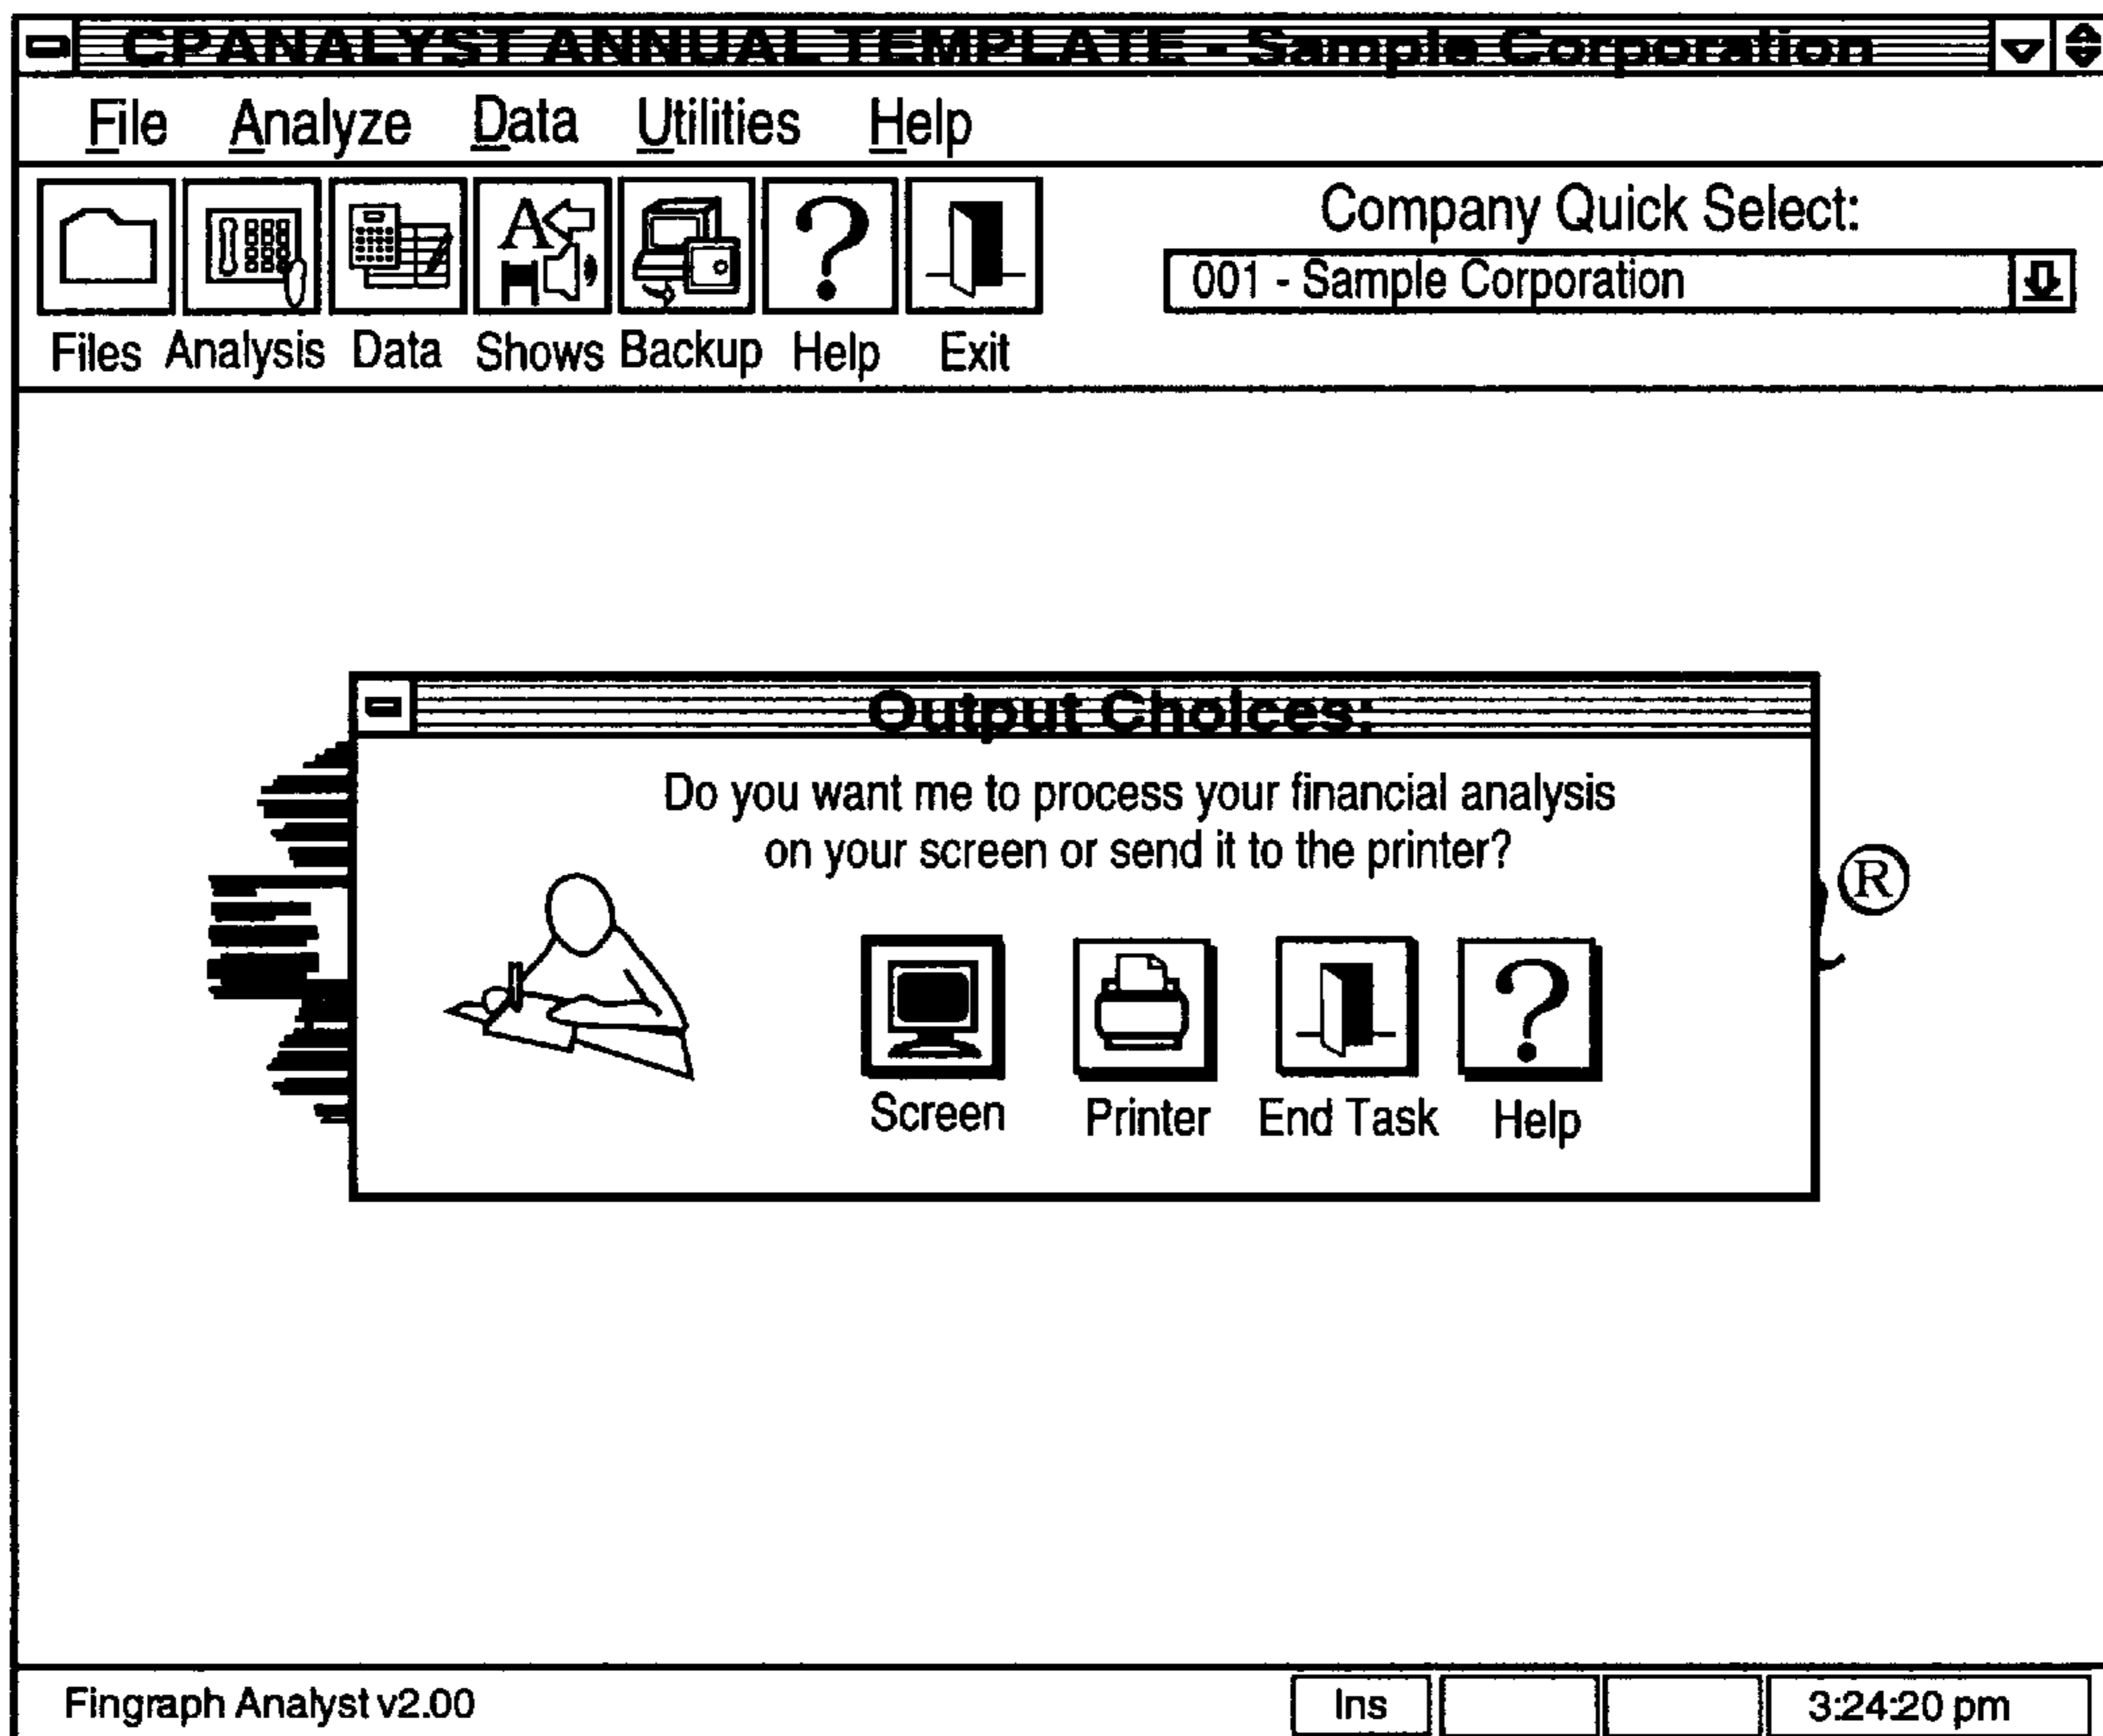 CPANALYST ANNUAL TEMPLATE - Sample Corporation
File Analyze Data Utilities Help
Company Quick Select:
001 - Sample Corporation
Files Analysis Data Shows Backup Help Exit
Output Choices:
Do you want me to process your financial analysis
on your screen or send it to the printer?
®
Screen Printer End Task Help
Fingraph Analyst v2.00 Ins 3:24:20 pm